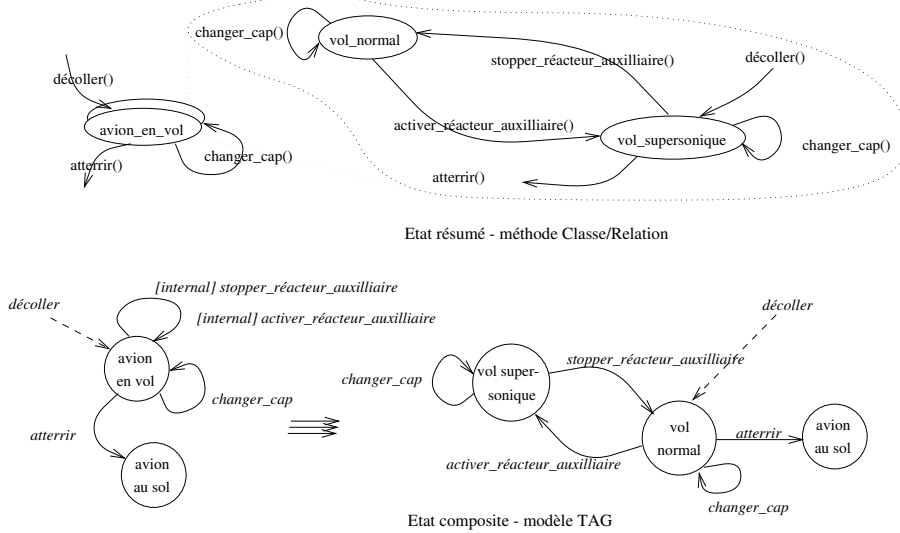 changer_cap()
vol_normal
stopper_réacteur_auxilliaire()
décoller()
décoller()
avion_en_vol
activer_réacteur_auxilliaire()
vol_supersonique
changer_cap()
changer_cap()
atterrir()
atterrir()
Etat résumé - méthode Classe/Relation
[internal] stopper_réacteur_auxilliaire
décoller
[internal] activer_réacteur_auxilliaire
avion
en vol
changer_cap
atterrir
avion
au sol
décoller
stopper_réacteur_auxilliaire
changer_cap
vol super-
sonique
vol
normal
atterrir
avion
au sol
activer_réacteur_auxilliaire
changer_cap
Etat composite - modèle TAG